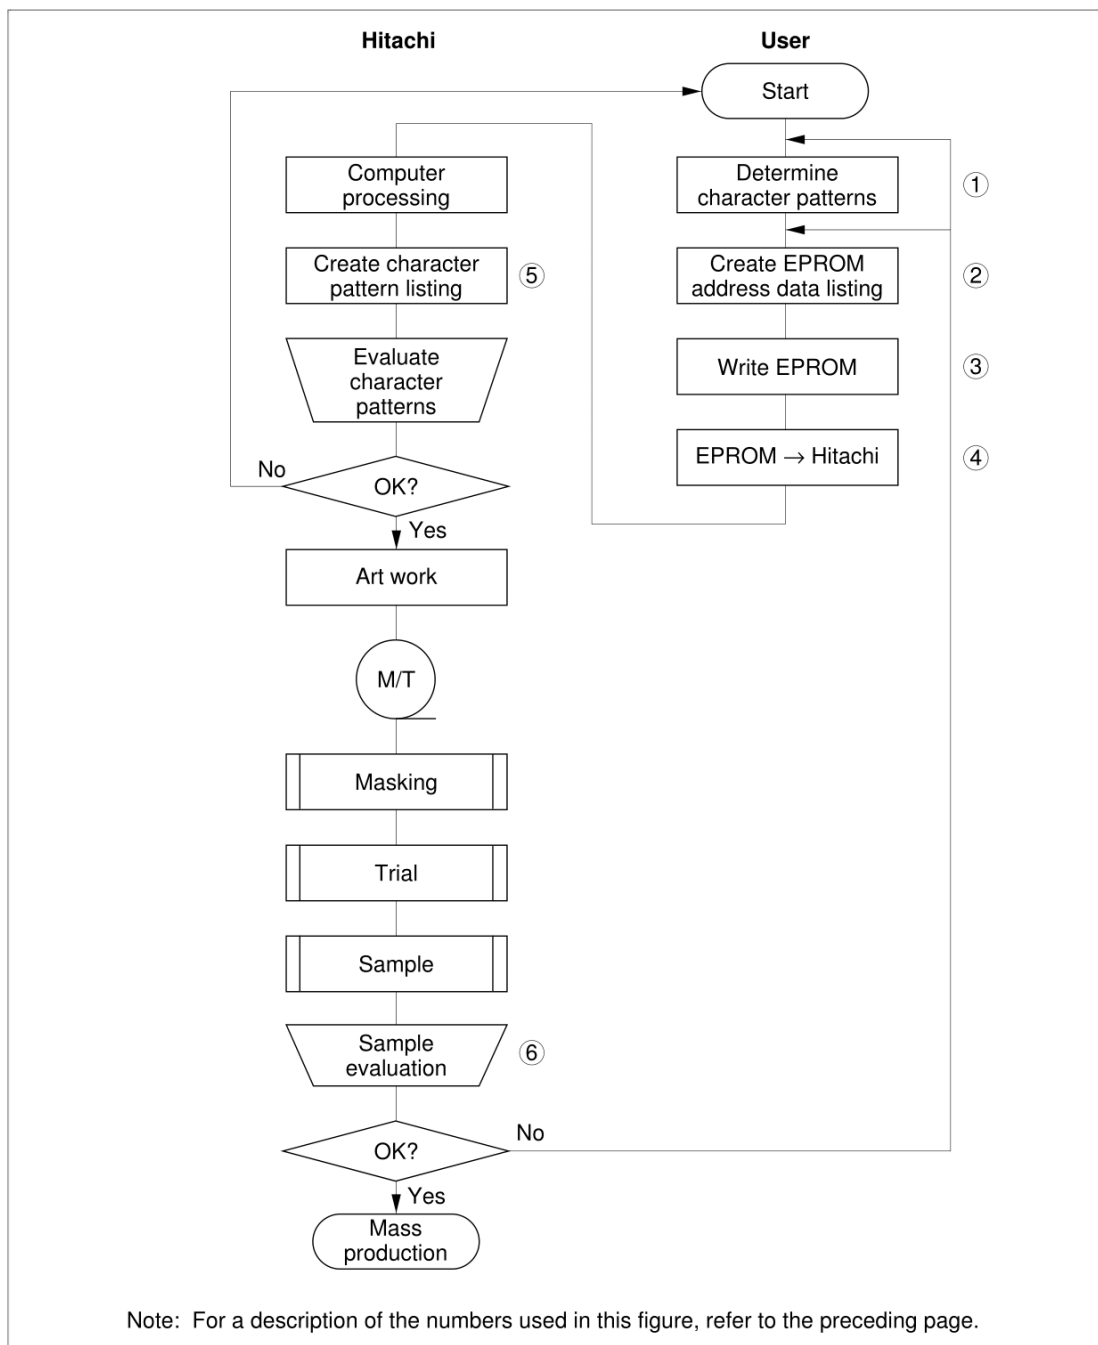 Hitachi
User
Start
Determine
character patterns
①
Create EPROM
address data listing
②
Write EPROM
③
EPROM → Hitachi
④
Computer
processing
Create character
pattern listing
⑤
Evaluate
character
patterns
No
OK?
Yes
Art work
M/T
Masking
Trial
Sample
Sample
evaluation
⑥
OK?
No
Yes
Mass
production
Note: For a description of the numbers used in this figure, refer to the preceding page.